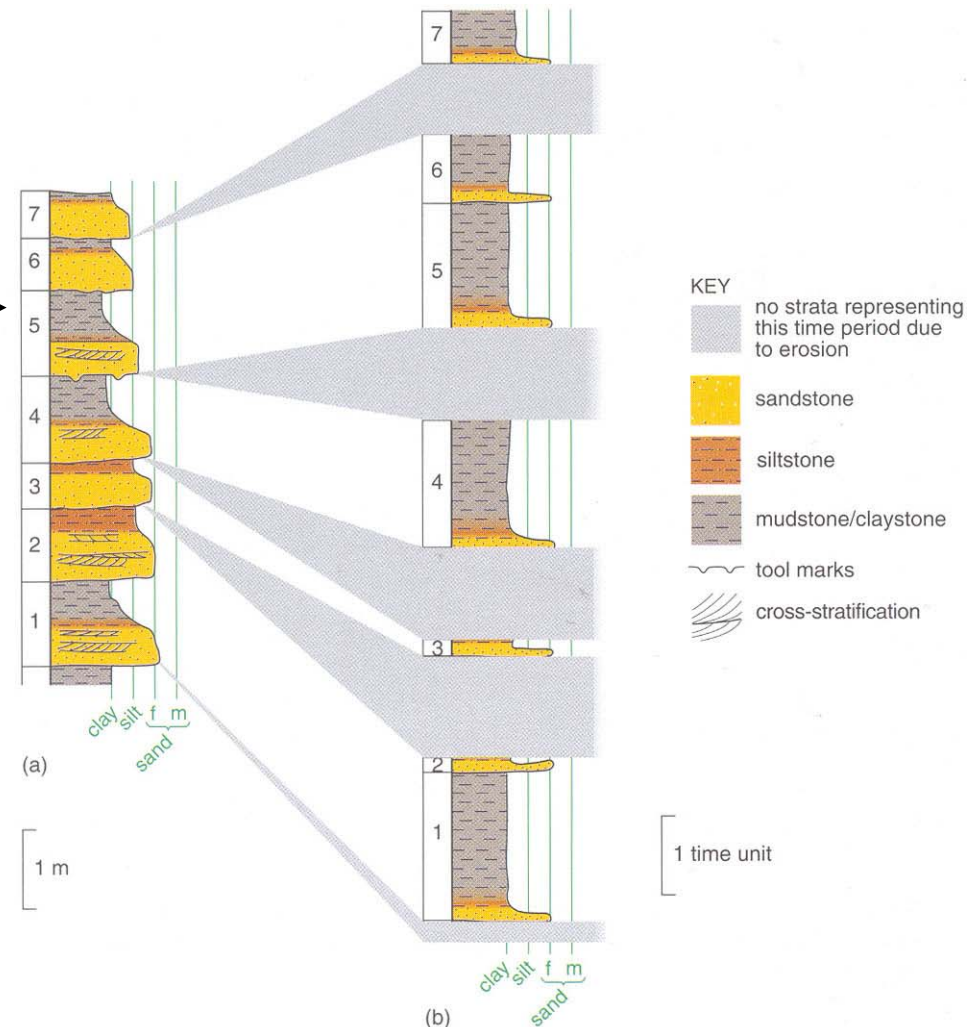 7
6
5
4
3
2
1
clay
silt
f m
sand
(a)
1 m
7
6
5
4
3
2
1
clay
silt
f m
sand
(b)
1 time unit
KEY
no strata representing
this time period due
to erosion
sandstone
siltstone
mudstone/claystone
tool marks
cross-stratification